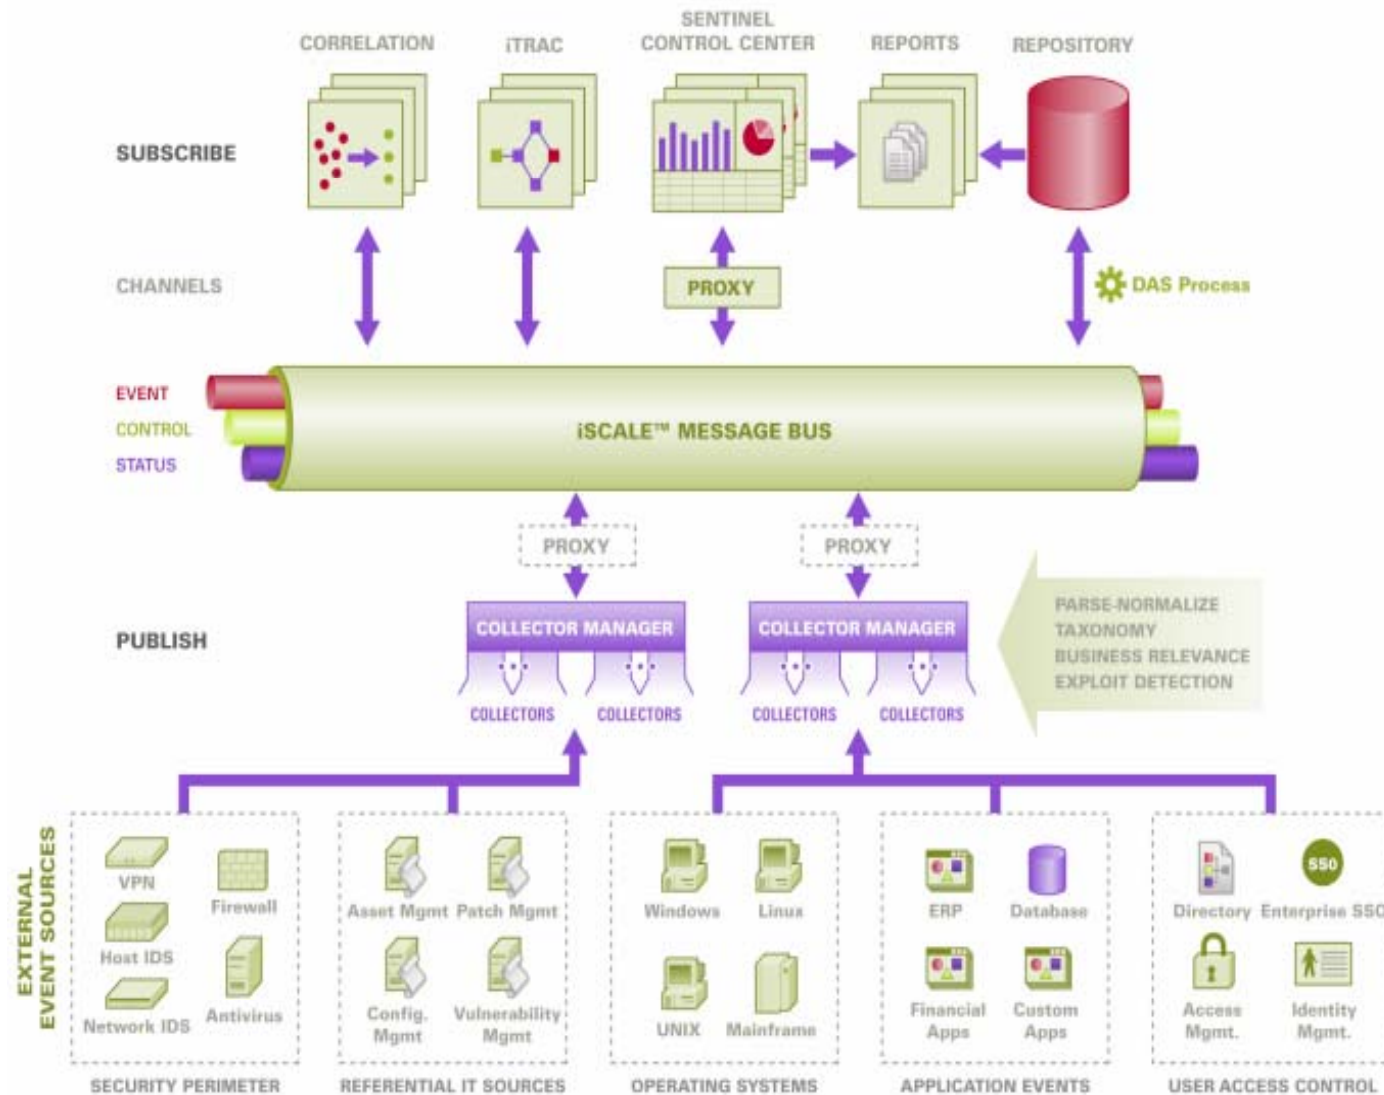 CORRELATION
iTRAC
SENTINEL
CONTROL CENTER
REPORTS
REPOSITORY
SUBSCRIBE
CHANNELS
PROXY
DAS Process
EVENT
CONTROL
STATUS
iSCALE™ MESSAGE BUS
PROXY
PROXY
PUBLISH
COLLECTOR MANAGER
COLLECTOR MANAGER
COLLECTORS
COLLECTORS
COLLECTORS
COLLECTORS
PARSE-NORMALIZE
TAXONOMY
BUSINESS RELEVANCE
EXPLOIT DETECTION
EXTERNAL
EVENT SOURCES
VPN
Firewall
Host IDS
Network IDS
Antivirus
SECURITY PERIMETER
Asset Mgmt
Patch Mgmt
Config.
Mgmt
Vulnerability
Mgmt
REFERENTIAL IT SOURCES
Windows
Linux
UNIX
Mainframe
OPERATING SYSTEMS
ERP
Database
Financial
Apps
Custom
Apps
APPLICATION EVENTS
Directory
SSO
Enterprise SSO
Access
Mgmt.
Identity
Mgmt.
USER ACCESS CONTROL